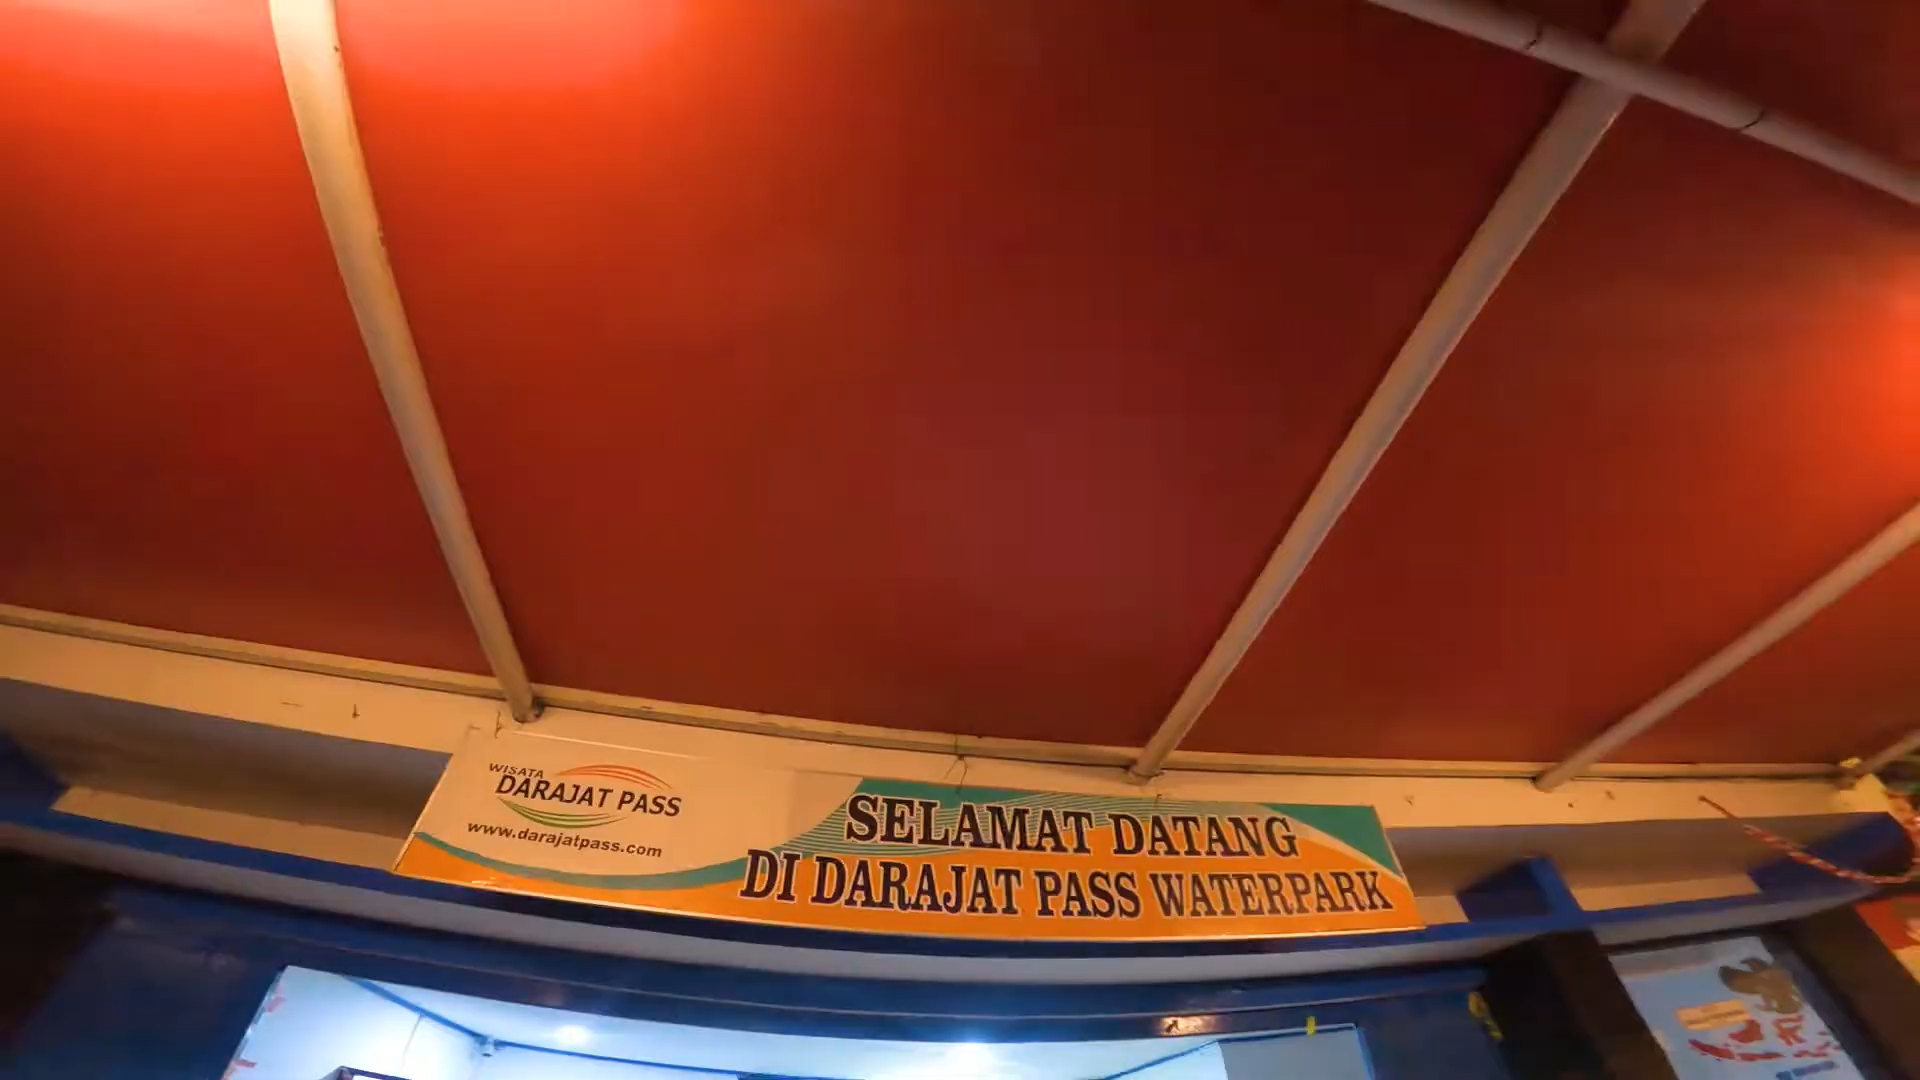 WISATA
DARAJAT PASS
www.darajatpass.com
SELAMAT DATANG
DI DARAJAT PASS WATERPARK